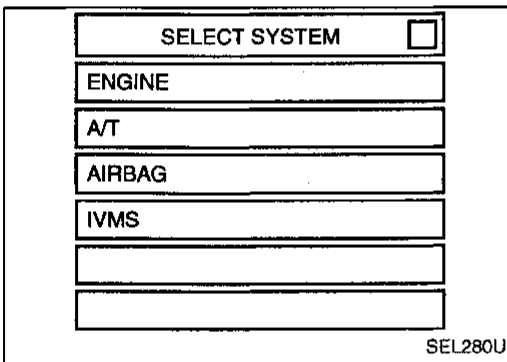 SELECT SYSTEM
ENGINE
A/T
AIRBAG
IVMS
SEL280U